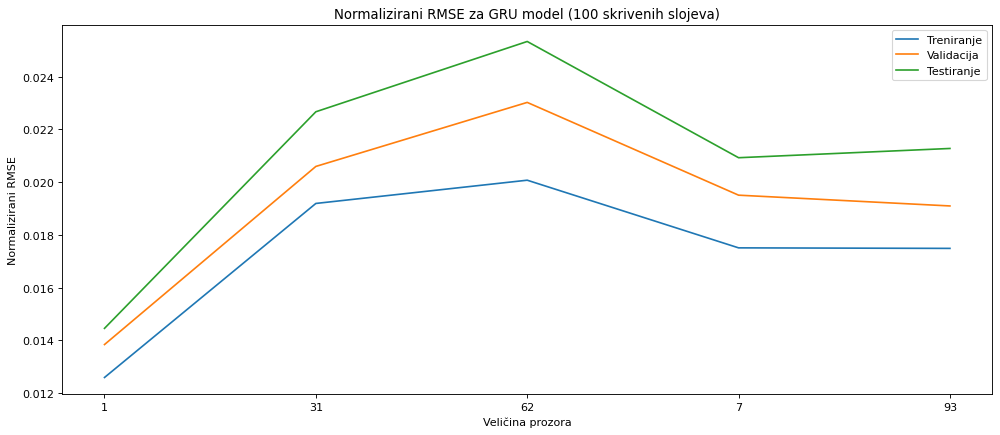 Normalizirani RMSE za GRU model (100 skrivenih slojeva)
Treniranje
Validacija
Testiranje
Normalizirani RMSE
0.024
0.022
0.020
0.018
0.016
0.014
0.012
1 31 62 7 93
Veličina prozora